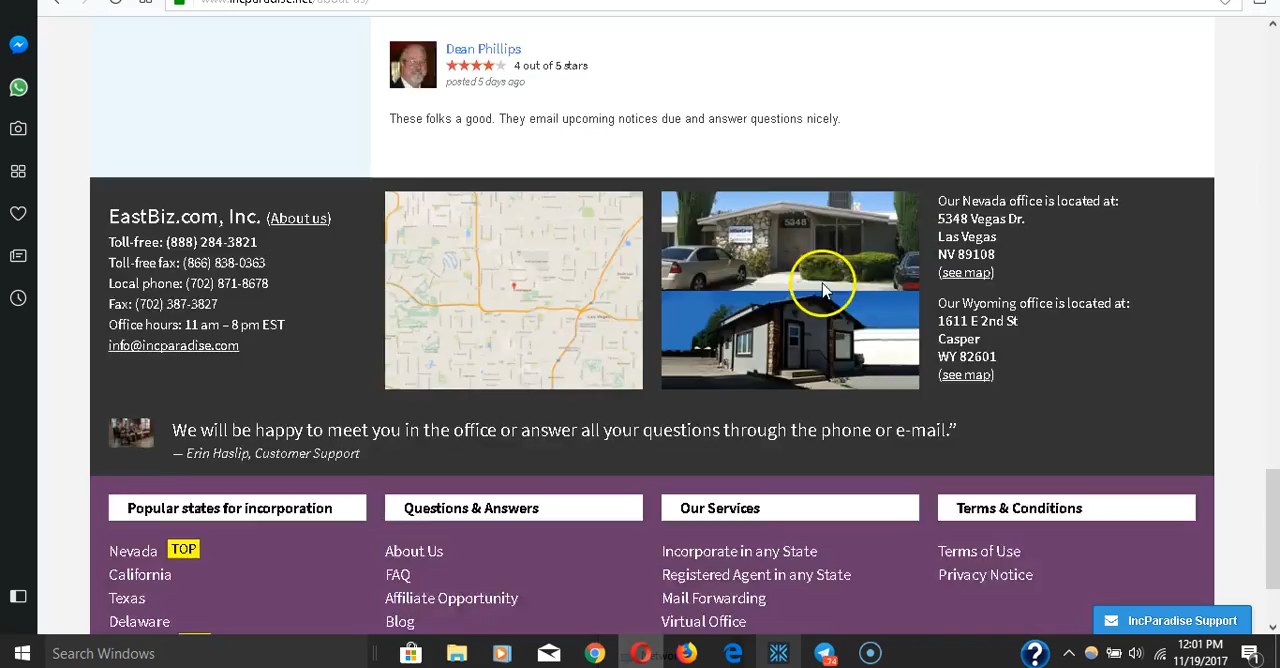 www.incparadise.net/about-us/
Dean Phillips
4 out of 5 stars
posted 5 days ago
These folks a good. They email upcoming notices due and answer questions nicely.
EastBiz.com, Inc. (About us)
Toll-free: (888) 284-3821
Toll-free fax: (866) 838-0363
Local phone: (702) 871-8678
Fax: (702) 387-3827
Office hours: 11 am – 8 pm EST
info@incparadise.com
5348
Our Nevada office is located at:
5348 Vegas Dr.
Las Vegas
NV 89108
(see map)
Our Wyoming office is located at:
1611 E 2nd St
Casper
WY 82601
(see map)
We will be happy to meet you in the office or answer all your questions through the phone or e-mail.”
— Erin Haslip, Customer Support
Popular states for incorporation
Nevada TOP
California
Texas
Delaware
Questions & Answers
About Us
FAQ
Affiliate Opportunity
Blog
Our Services
Incorporate in any State
Registered Agent in any State
Mail Forwarding
Virtual Office
Terms & Conditions
Terms of Use
Privacy Notice
IncParadise Support
Search Windows
74
12:01 PM
11/19/2017
1